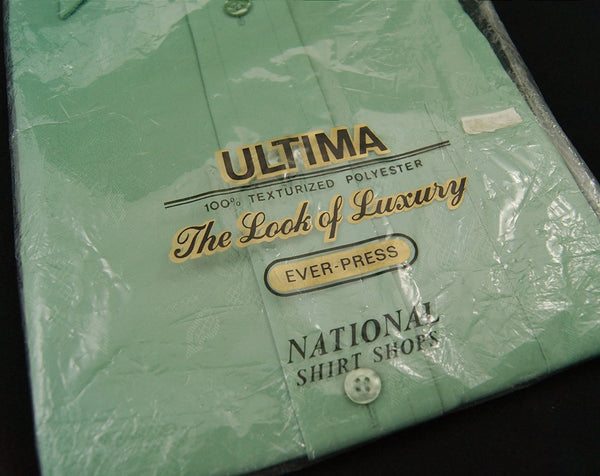 ULTIMA
100% TEXTURIZED POLYESTER
The Look of Luxury
EVER-PRESS
NATIONAL
SHIRT SHOPS